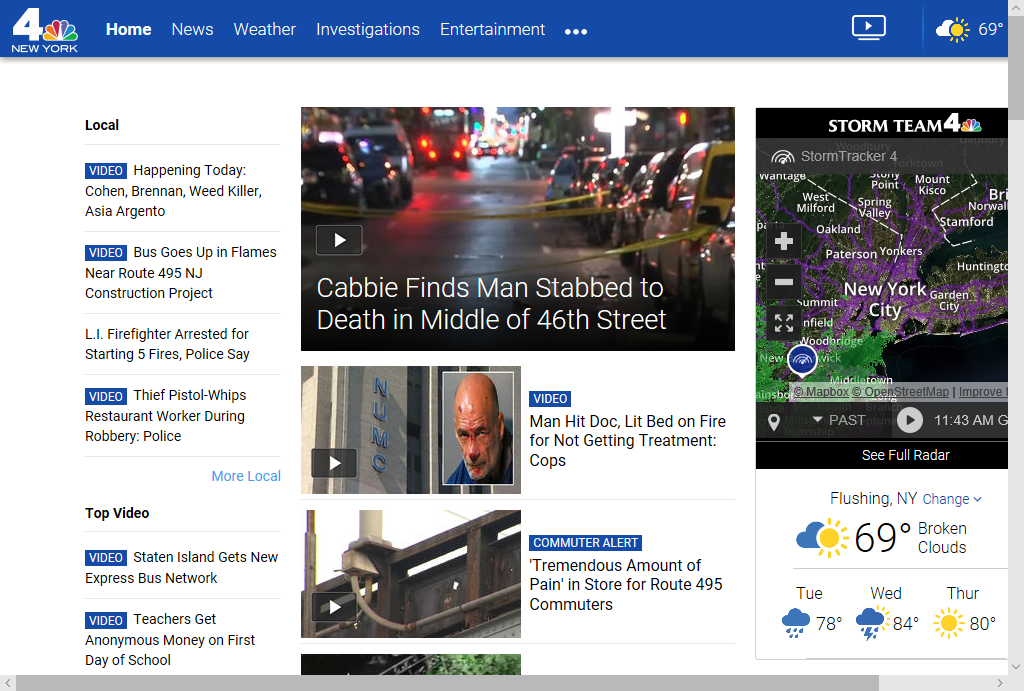 4
NEW YORK
Home News Weather Investigations Entertainment
69°
Local
VIDEO Happening Today:
Cohen, Brennan, Weed Killer,
Asia Argento
VIDEO Bus Goes Up in Flames
Near Route 495 NJ
Construction Project
L.I. Firefighter Arrested for
Starting 5 Fires, Police Say
VIDEO Thief Pistol-Whips
Restaurant Worker During
Robbery: Police
More Local
Top Video
VIDEO Staten Island Gets New
Express Bus Network
VIDEO Teachers Get
Anonymous Money on First
Day of School
Cabbie Finds Man Stabbed to
Death in Middle of 46th Street
NUMC
VIDEO
Man Hit Doc, Lit Bed on Fire
for Not Getting Treatment:
Cops
COMMUTER ALERT
'Tremendous Amount of
Pain' in Store for Route 495
Commuters
STORM TEAM 4
StormTracker 4
Wantage
Stony
Point
Mount
Kisco
West
Milford
Spring
Valley
Norwal
Stamford
Oakland
Paterson
Yonkers
Huntingto
New York
City
Garden
City
Summit
Woodbridge
Middletown
© Mapbox © OpenStreetMap | Improve t
PAST 11:43 AM G
See Full Radar
Flushing, NY Change
69° Broken
Clouds
Tue Wed Thur
78° 84° 80°